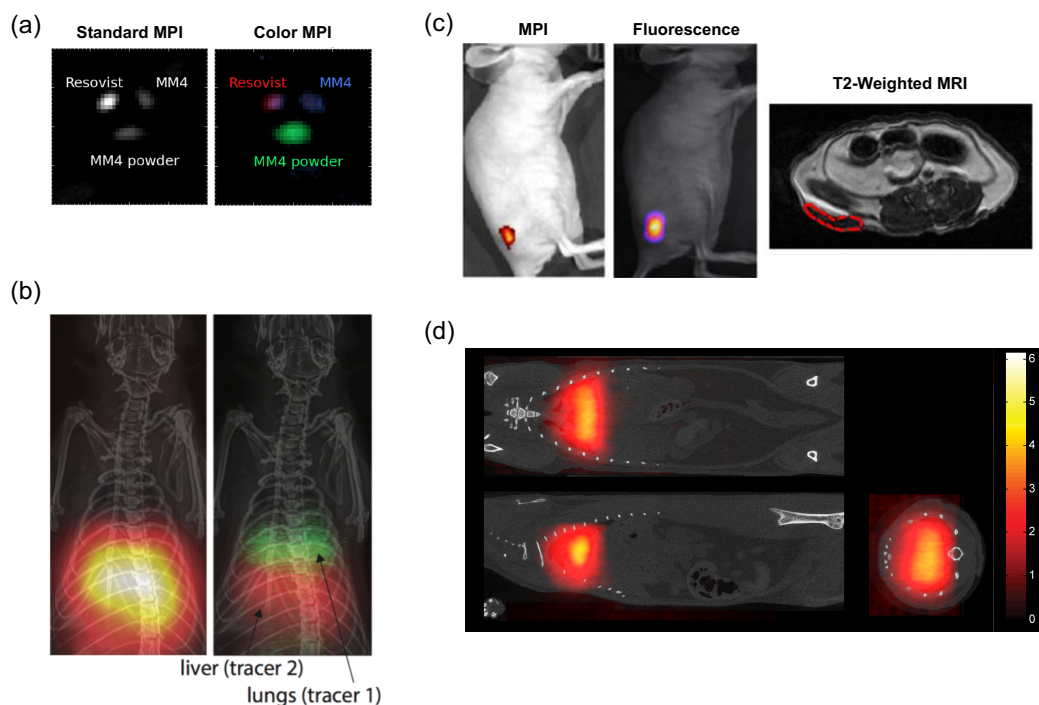 (a)
Standard MPI
Color MPI
Resovist
MM4
MM4 powder
Resovist
MM4
MM4 powder
(b)
liver (tracer 2)
lungs (tracer 1)
(c)
MPI
Fluorescence
T2-Weighted MRI
(d)
6
5
4
3
2
1
0